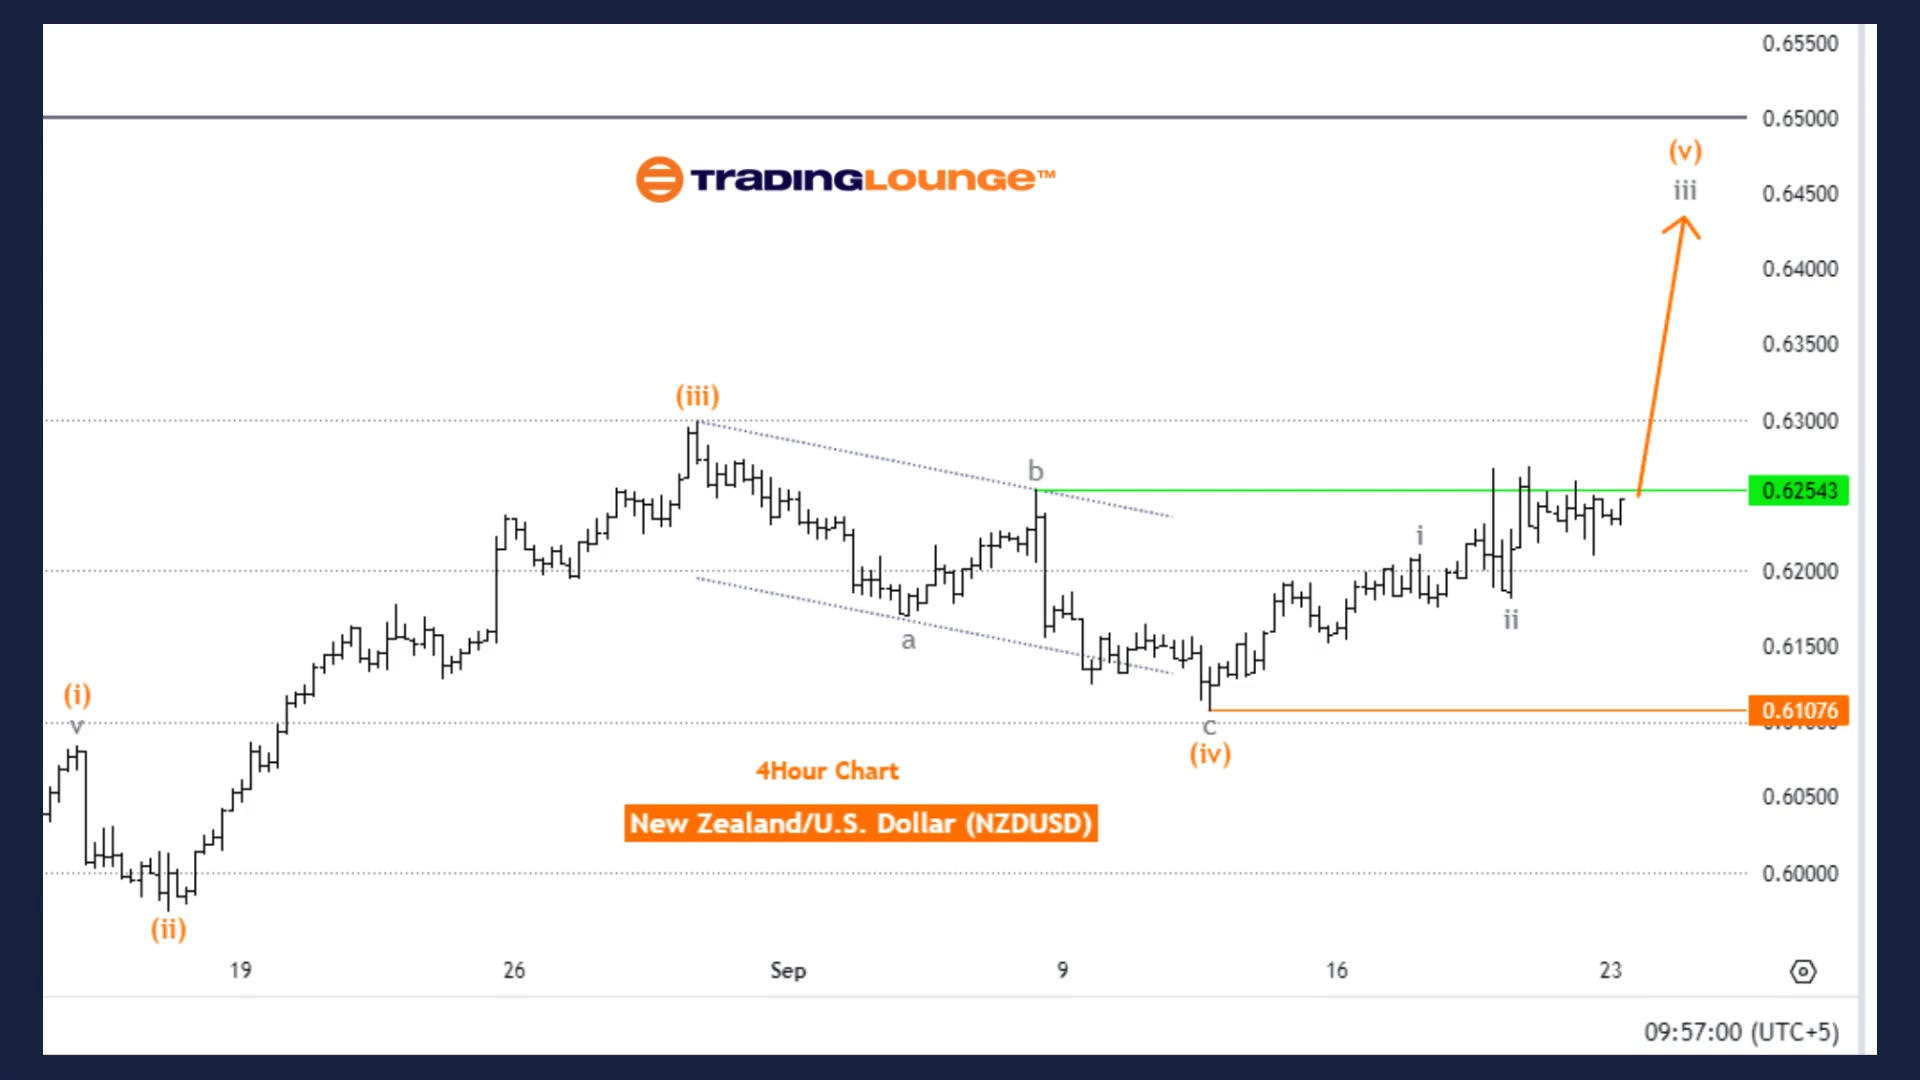 0.65500
0.65000
(v)
TRADINGLOUNGE™
iii
0.64500
0.64000
0.63500
(iii)
0.63000
b
0.62543
i
0.62000
ii
a
0.61500
(i)
v
0.61076
c
(iv)
4Hour Chart
0.60500
New Zealand/U.S. Dollar (NZDUSD)
0.60000
(ii)
19 26 Sep 9 16 23
09:57:00 (UTC+5)